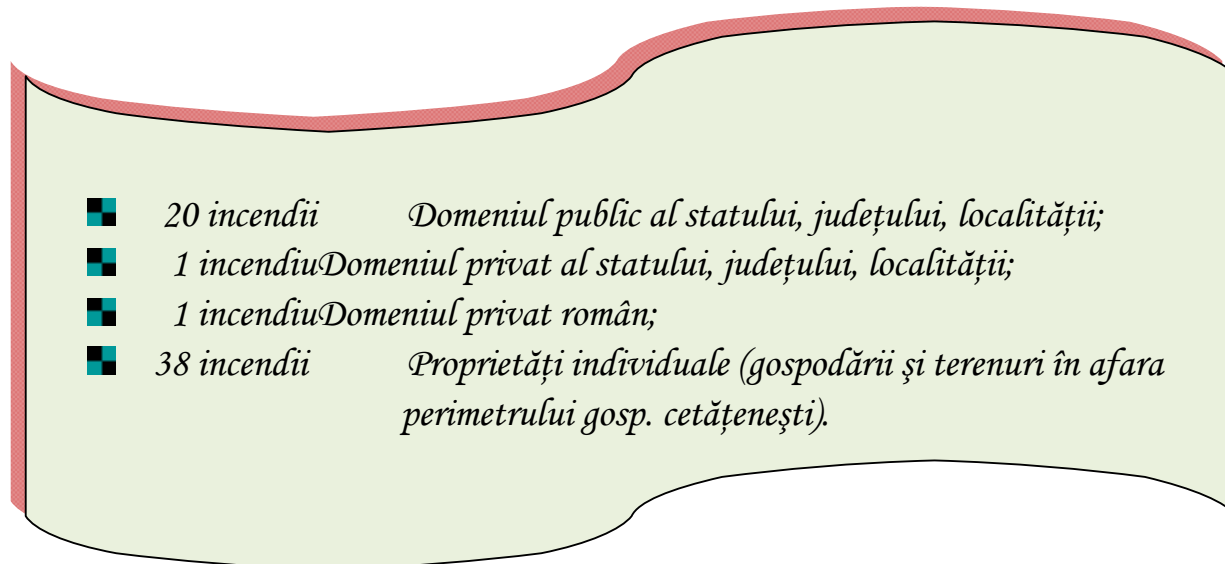 20 incendii Domeniul public al statului, județului, localității;
1 incendiuDomeniul privat al statului, județului, localității;
1 incendiuDomeniul privat român;
38 incendii Proprietăți individuale (gospodării şi terenuri în afara
perimetrului gosp. cetățeneşti).